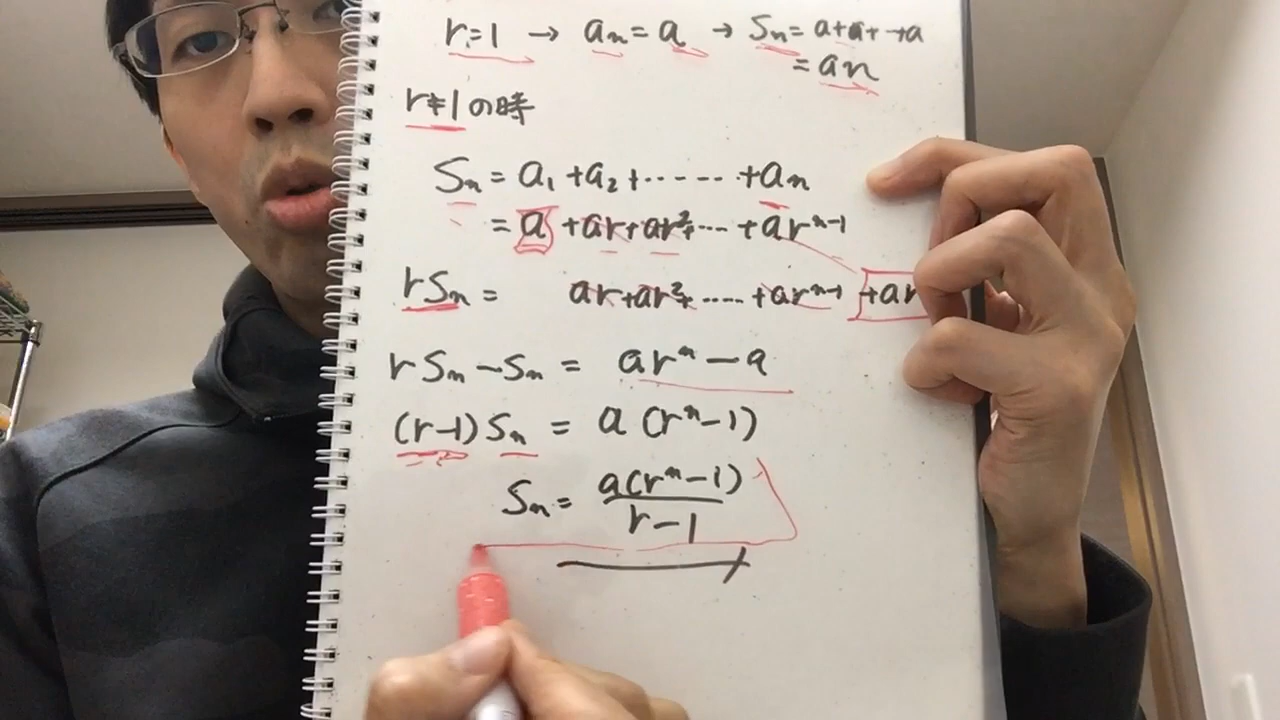 r=1 → aₙ = a → Sₙ = a+a+→a
= an
r≠1の時
Sₙ = a₁ + a₂ + ‥‥‥ + aₙ
= a + ar + ar² + ‥‥ + arⁿ⁻¹
rSₙ = ar + ar² + ‥‥‥ + arⁿ⁻¹ + ar
rSₙ − Sₙ = arⁿ − a
(r−1)Sₙ = a(rⁿ−1)
Sₙ = a(rⁿ−1) / r−1